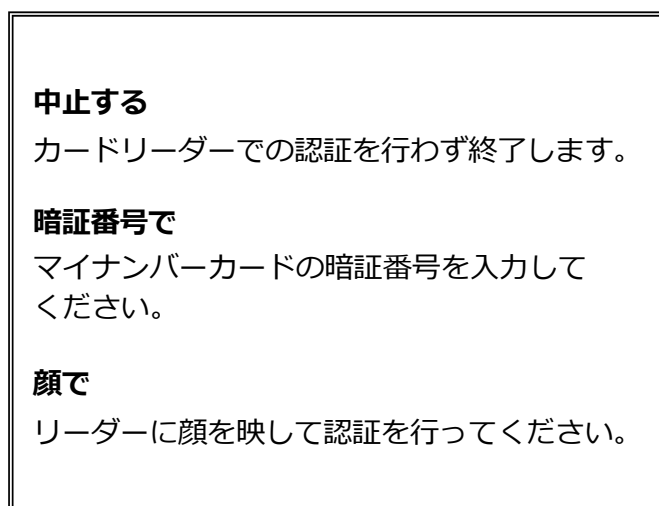 中止する
カードリーダーでの認証を行わず終了します。
暗証番号で
マイナンバーカードの暗証番号を入力して
ください。
顔で
リーダーに顔を映して認証を行ってください。